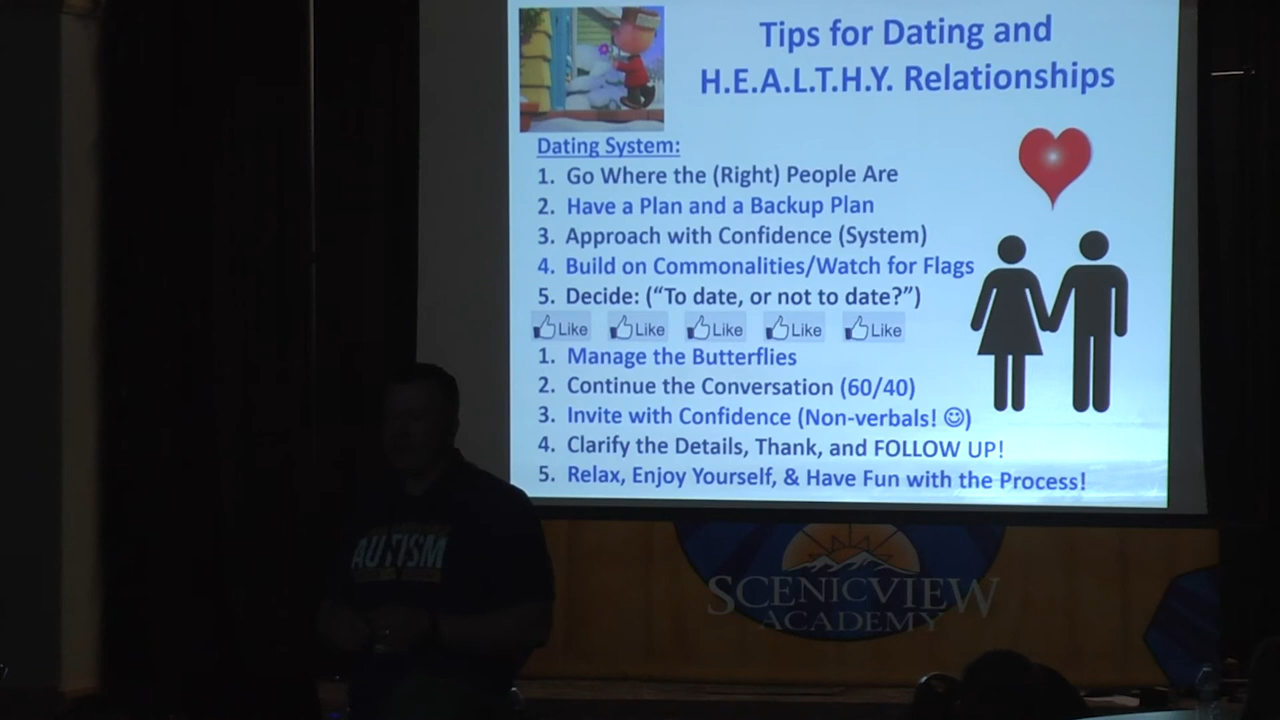 Tips for Dating and
H.E.A.L.T.H.Y. Relationships
Dating System:
1. Go Where the (Right) People Are
2. Have a Plan and a Backup Plan
3. Approach with Confidence (System)
4. Build on Commonalities/Watch for Flags
5. Decide: (“To date, or not to date?”)
Like Like Like Like Like
1. Manage the Butterflies
2. Continue the Conversation (60/40)
3. Invite with Confidence (Non-verbals! ☺)
4. Clarify the Details, Thank, and FOLLOW UP!
5. Relax, Enjoy Yourself, & Have Fun with the Process!
AUTISM
SCENICVIEW
ACADEMY